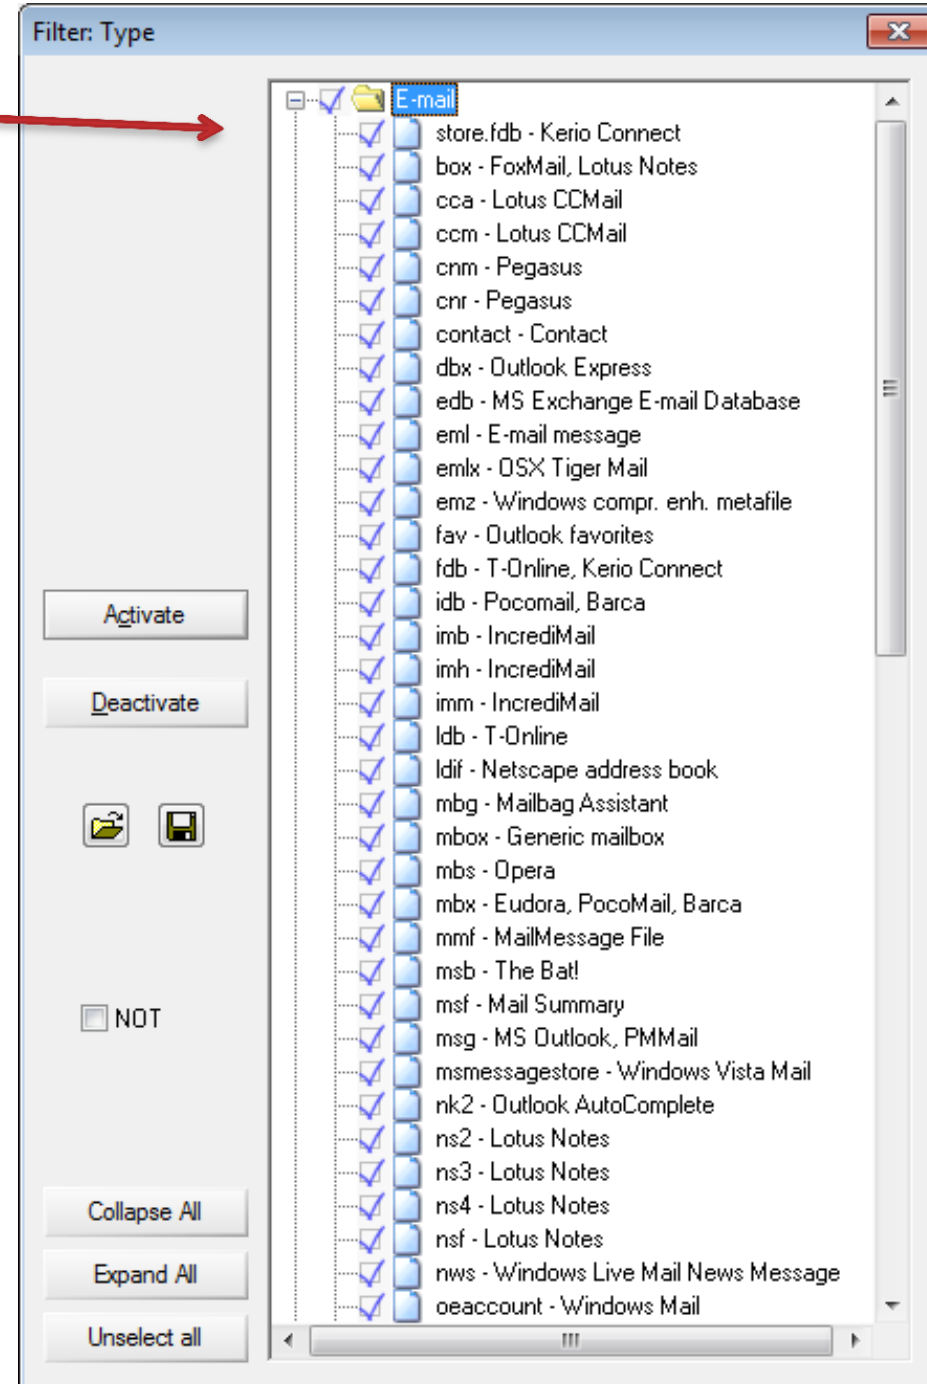 Filter: Type
E-mail
store.fdb - Kerio Connect
box - FoxMail, Lotus Notes
cca - Lotus CCMail
ccm - Lotus CCMail
cnm - Pegasus
cnr - Pegasus
contact - Contact
dbx - Outlook Express
edb - MS Exchange E-mail Database
eml - E-mail message
emlx - OSX Tiger Mail
emz - Windows compr. enh. metafile
fav - Outlook favorites
fdb - T-Online, Kerio Connect
idb - Pocomail, Barca
imb - IncrediMail
imh - IncrediMail
imm - IncrediMail
ldb - T-Online
ldif - Netscape address book
mbg - Mailbag Assistant
mbox - Generic mailbox
mbs - Opera
mbx - Eudora, PocoMail, Barca
mmf - MailMessage File
msb - The Bat!
msf - Mail Summary
msg - MS Outlook, PMMail
msmessagestore - Windows Vista Mail
nk2 - Outlook AutoComplete
ns2 - Lotus Notes
ns3 - Lotus Notes
ns4 - Lotus Notes
nsf - Lotus Notes
nws - Windows Live Mail News Message
oeaccount - Windows Mail
Activate
Deactivate
NOT
Collapse All
Expand All
Unselect all